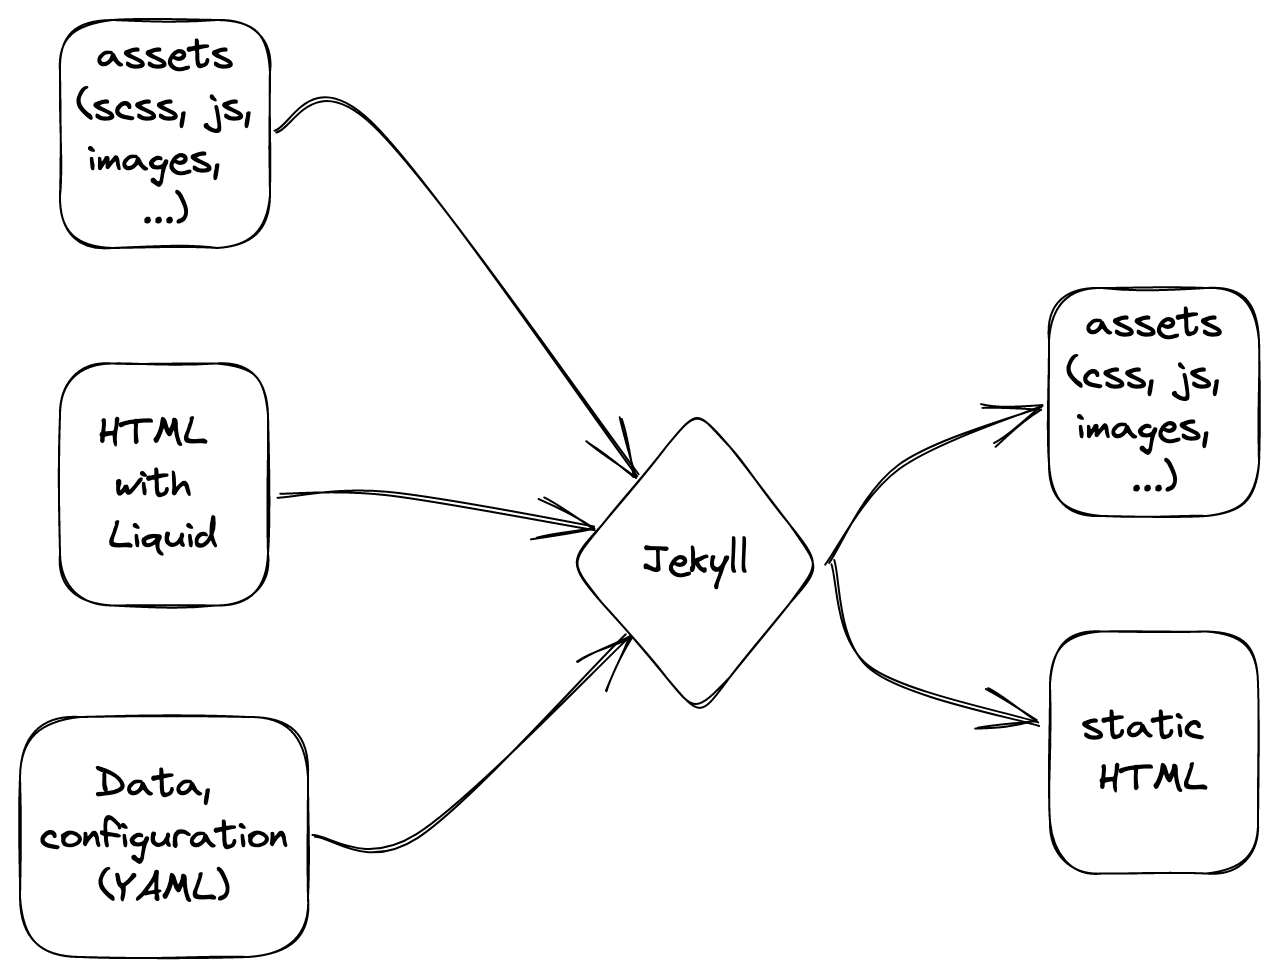 assets
(scss, js,
images,
...)
HTML
with
Liquid
Data,
configuration
(YAML)
Jekyll
assets
(css, js,
images,
...)
static
HTML